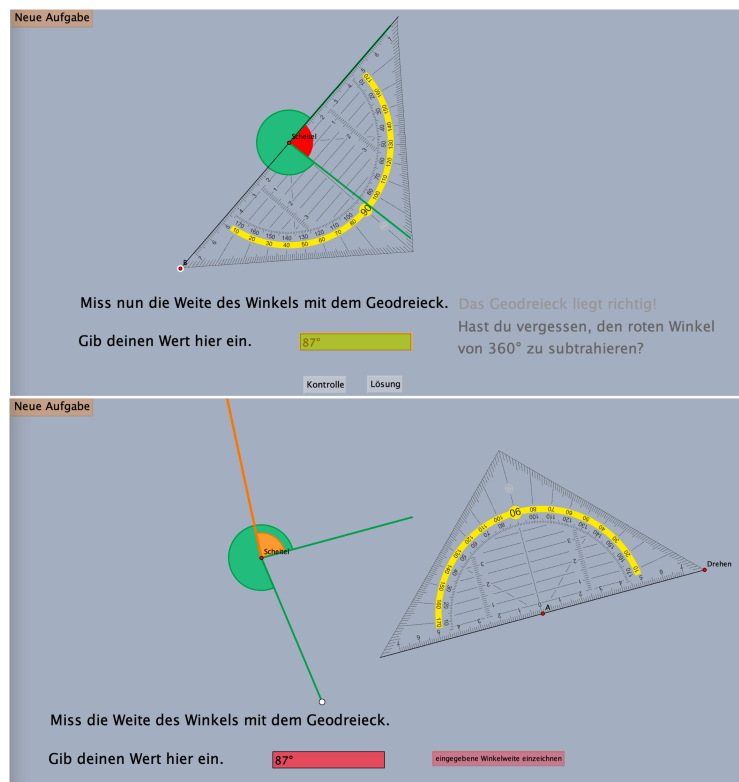 Neue Aufgabe
Scheitel
B
90
Miss nun die Weite des Winkels mit dem Geodreieck.
Das Geodreieck liegt richtig!
Hast du vergessen, den roten Winkel
von 360° zu subtrahieren?
Gib deinen Wert hier ein.
87°
Kontrolle
Lösung
Neue Aufgabe
Scheitel
90
Drehen
A
Miss die Weite des Winkels mit dem Geodreieck.
Gib deinen Wert hier ein.
87°
eingegebene Winkelweite einzeichnen